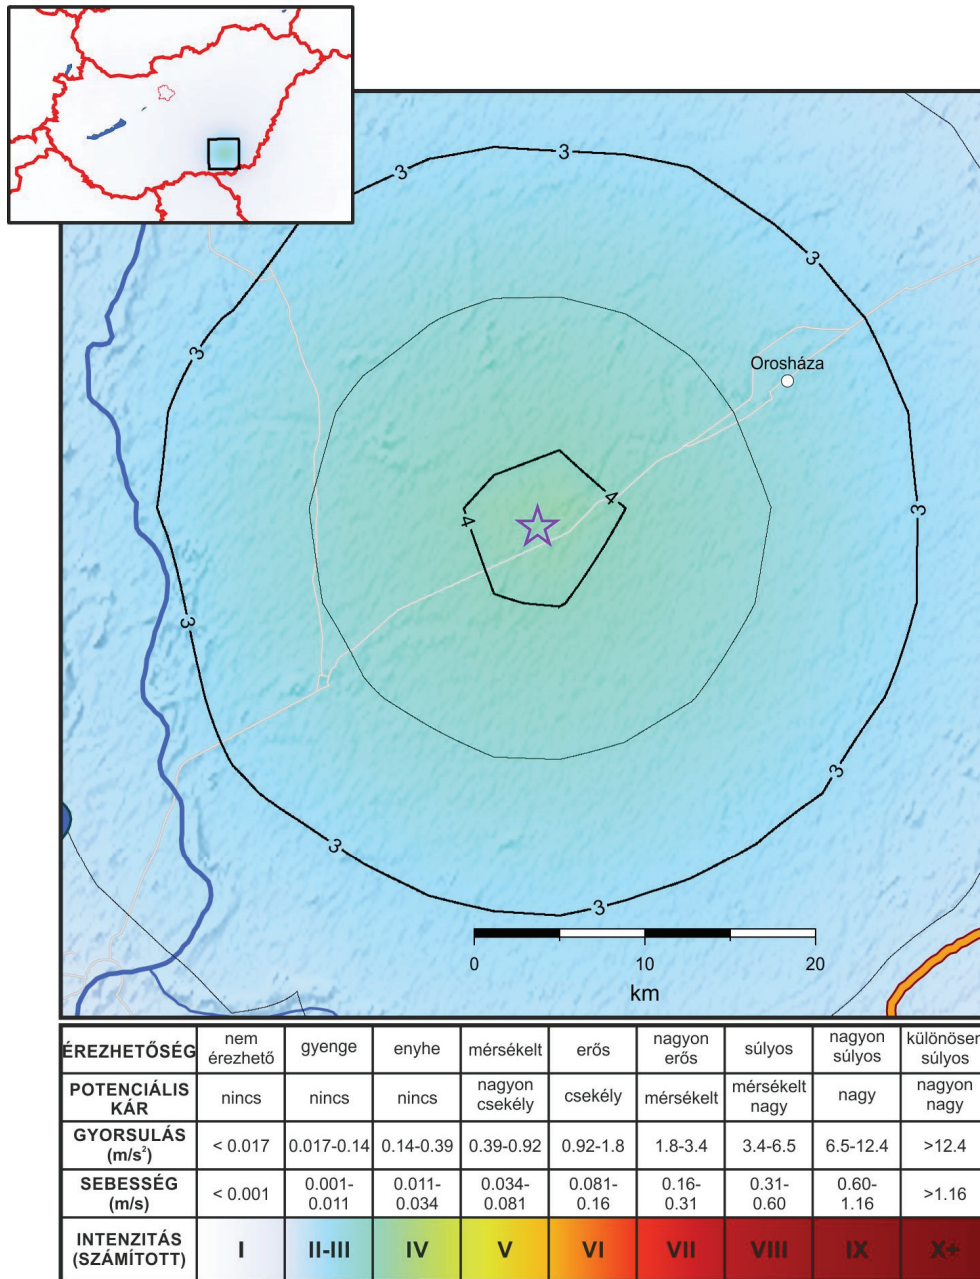 3
3
3
3
Orosháza
4
4
3
3
3
3
3
0
10
20
km
ÉREZHETŐSÉG
nem
érezhető
gyenge
enyhe
mérsékelt
erős
nagyon
erős
súlyos
nagyon
súlyos
különösen
súlyos
POTENCIÁLIS
KÁR
nincs
nincs
nincs
nagyon
csekély
csekély
mérsékelt
mérsékelt
nagy
nagy
nagyon
nagy
GYORSULÁS
(m/s²)
< 0.017
0.017-0.14
0.14-0.39
0.39-0.92
0.92-1.8
1.8-3.4
3.4-6.5
6.5-12.4
>12.4
SEBESSÉG
(m/s)
< 0.001
0.001-
0.011
0.011-
0.034
0.034-
0.081
0.081-
0.16
0.16-
0.31
0.31-
0.60
0.60-
1.16
>1.16
INTENZITÁS
(SZÁMÍTOTT)
I
II-III
IV
V
VI
VII
VIII
IX
X+